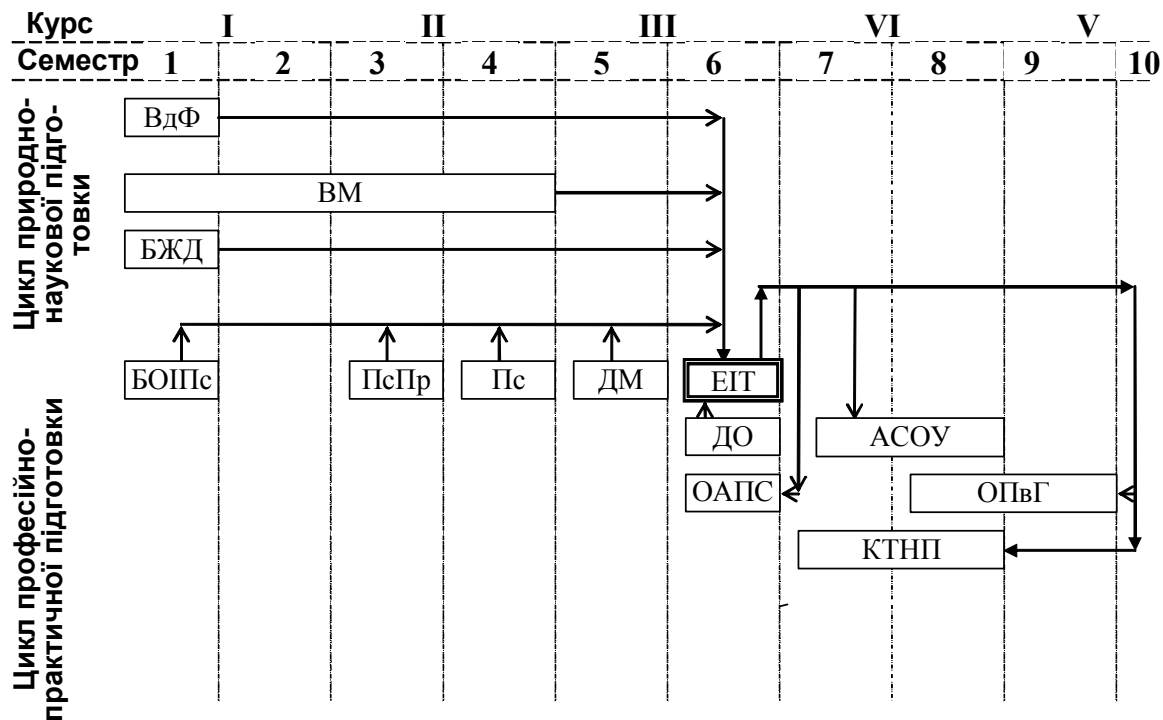 Курс I II III VI V
Семестр 1 2 3 4 5 6 7 8 9 10
Цикл природно-
наукової підго-
товки
ВдФ
ВМ
БЖД
БОІПс ПсПр Пс ДМ ЕІТ
Цикл професійно-
практичної підготовки
ДО АСОУ
ОАПС ОПвГ
КТНП